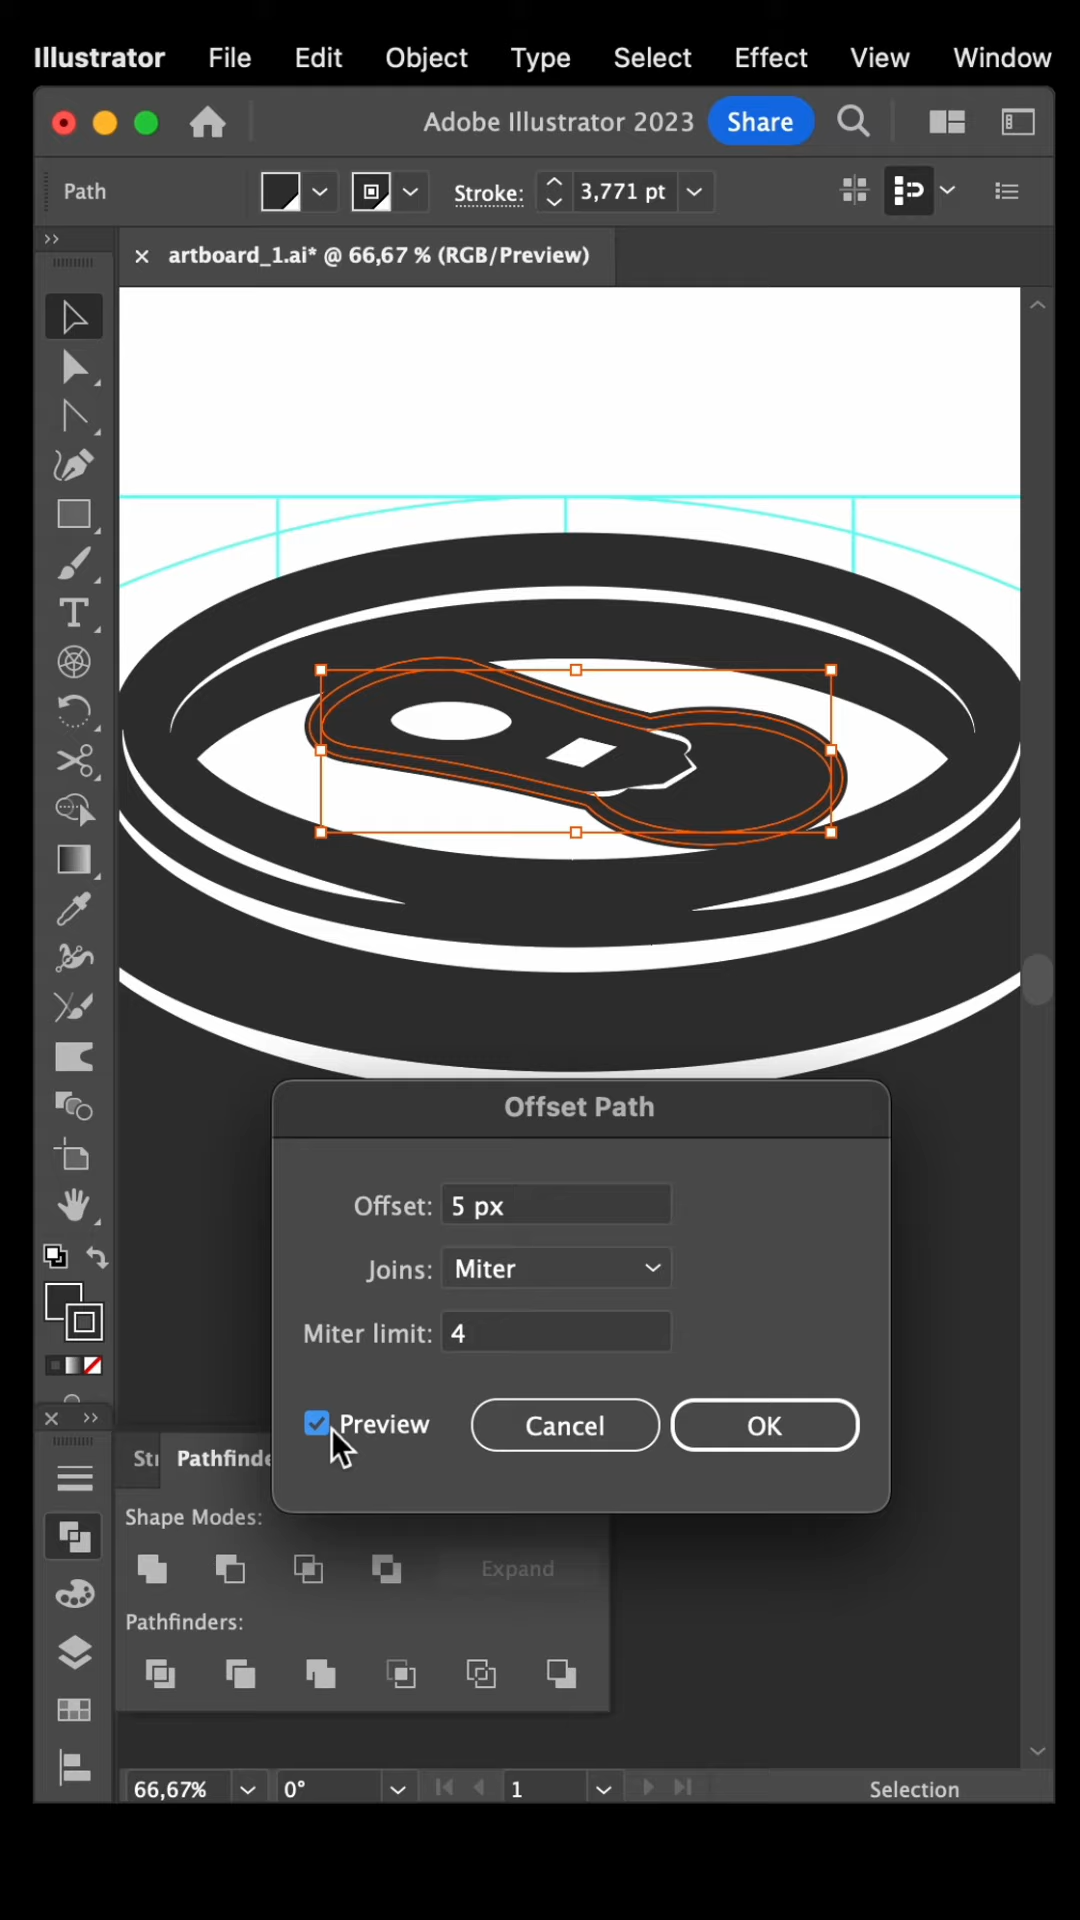 Illustrator File Edit Object Type Select Effect View Window
Adobe Illustrator 2023 Share
Path Stroke: 3,771 pt
× artboard_1.ai* @ 66,67 % (RGB/Preview)
T
Offset Path
Offset: 5 px
Joins: Miter
Miter limit: 4
Preview Cancel OK
Pathfinde
Shape Modes:
Expand
Pathfinders:
66,67% 0° 1 Selection